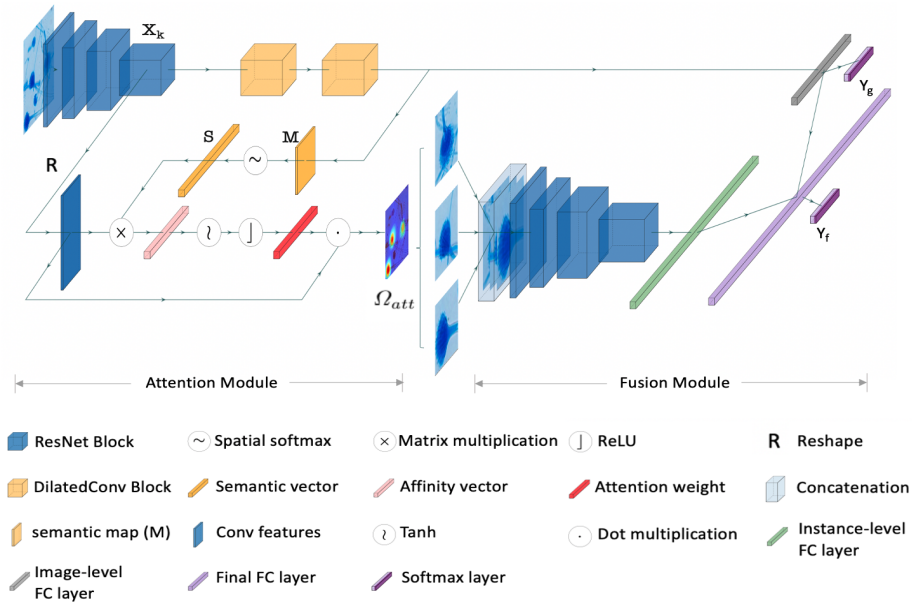 X_k
S
M
R
~
×
~
⌡
·
Ω_att
Y_g
Y_f
Attention Module
Fusion Module
ResNet Block
~ Spatial softmax
× Matrix multiplication
⌡ ReLU
R Reshape
DilatedConv Block
Semantic vector
Affinity vector
Attention weight
Concatenation
semantic map (M)
Conv features
~ Tanh
· Dot multiplication
Instance-level
FC layer
Image-level
FC layer
Final FC layer
Softmax layer